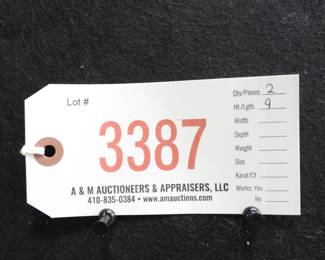 Lot #
3387
A & M AUCTIONEERS & APPRAISERS, LLC
410-835-0384 • www.amauctions.com
Qty/Pieces 2
Ht./Lgth 9
Width
Depth
Weight
Size
Karat/Ct
Works: Yes
No